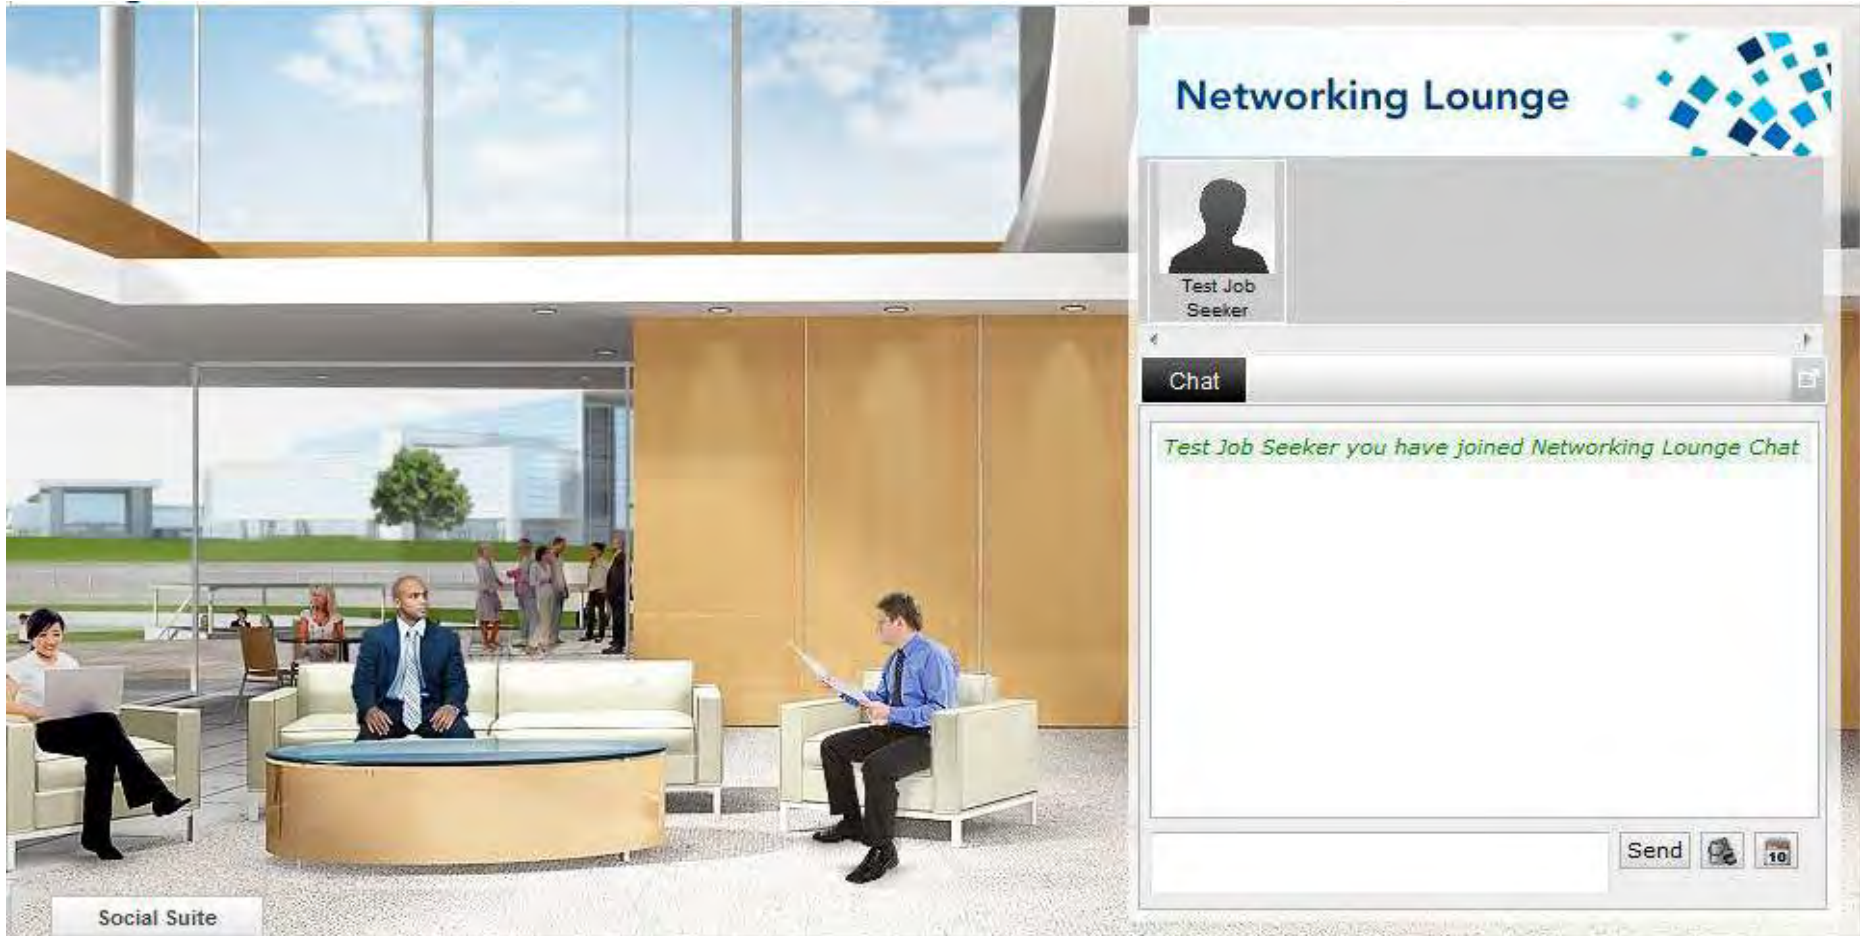 Networking Lounge
Test Job
Seeker
Chat
Test Job Seeker you have joined Networking Lounge Chat
Send
10
Social Suite